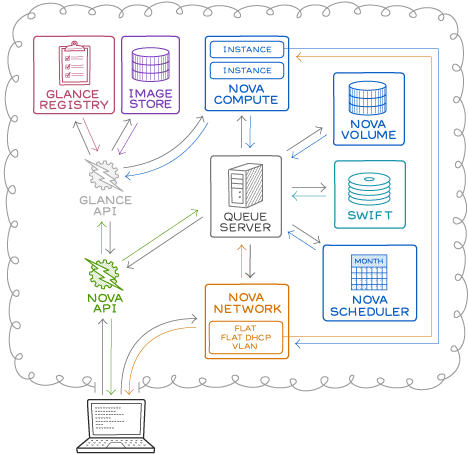 INSTANCE
INSTANCE
NOVA
COMPUTE
GLANCE
REGISTRY
IMAGE
STORE
NOVA
VOLUME
GLANCE
API
QUEUE
SERVER
SWIFT
NOVA
API
NOVA
NETWORK
FLAT
FLAT DHCP
VLAN
MONTH
NOVA
SCHEDULER